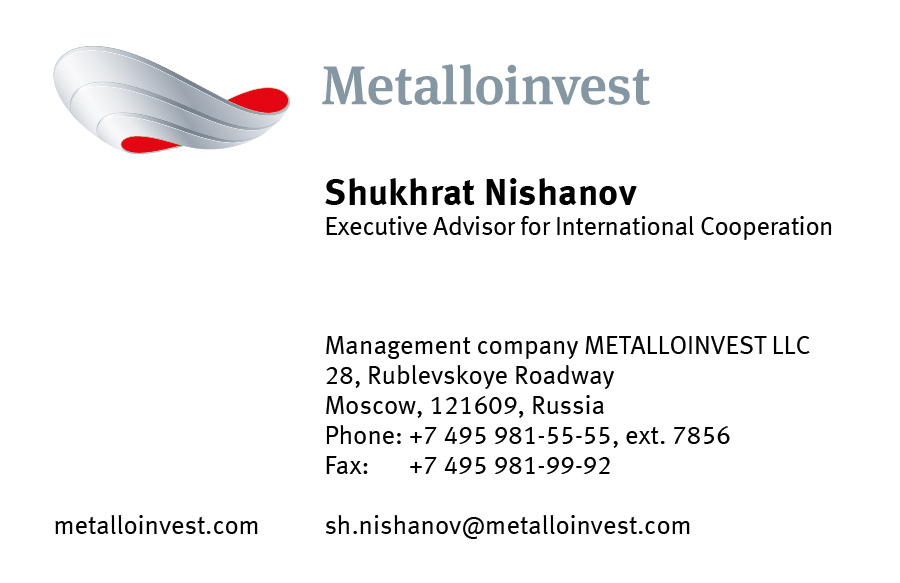 Metalloinvest
Shukhrat Nishanov
Executive Advisor for International Cooperation
Management company METALLOINVEST LLC
28, Rublevskoye Roadway
Moscow, 121609, Russia
Phone: +7 495 981-55-55, ext. 7856
Fax: +7 495 981-99-92
metalloinvest.com
sh.nishanov@metalloinvest.com